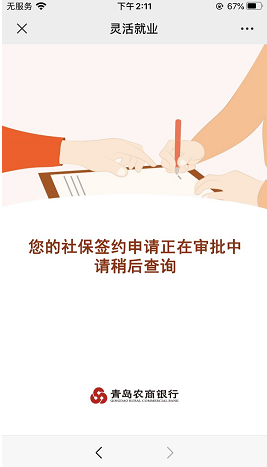 无服务 下午2:11 67%
灵活就业
您的社保签约申请正在审批中
请稍后查询
青岛农商银行
QINGDAO RURAL COMMERCIAL BANK